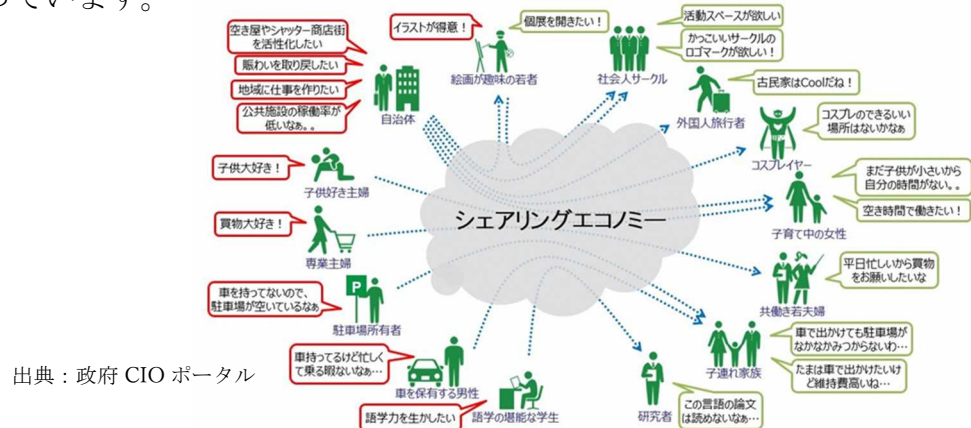 っています。
空き屋やシャッター商店街
を活性化したい
賑わいを取り戻したい
地域に仕事を作りたい
公共施設の稼働率が
低いなぁ。。
自治体
イラストが得意！
絵画が趣味の若者
個展を開きたい！
活動スペースが欲しい
かっこいいサークルの
ロゴマークが欲しい！
社会人サークル
古民家はCoolだね！
外国人旅行者
コスプレのできるいい
場所はないかなぁ
コスプレイヤー
子供大好き！
子供好き主婦
まだ子供が小さいから
自分の時間がない。。
空き時間で働きたい！
子育て中の女性
シェアリングエコノミー
買物大好き！
専業主婦
平日忙しいから買物
をお願いしたいな
共働き若夫婦
車を持ってないので、
駐車場が空いているなぁ
駐車場所有者
車で出かけても駐車場が
なかなかみつからないわ…
たまは車で出かけたいけ
ど維持費高いね…
子連れ家族
車持ってるけど忙しく
て乗る暇ないなぁ…
車を保有する男性
語学力を生かしたい
語学の堪能な学生
研究者
この言語の論文
は読めないなぁ…
出典：政府 CIO ポータル